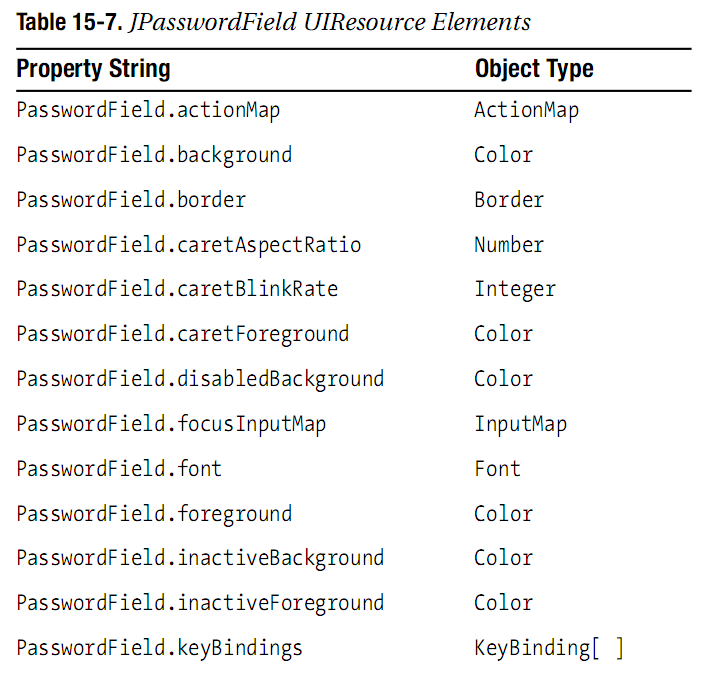 Table 15-7. JPasswordField UIResource Elements
Property String Object Type
PasswordField.actionMap ActionMap
PasswordField.background Color
PasswordField.border Border
PasswordField.caretAspectRatio Number
PasswordField.caretBlinkRate Integer
PasswordField.caretForeground Color
PasswordField.disabledBackground Color
PasswordField.focusInputMap InputMap
PasswordField.font Font
PasswordField.foreground Color
PasswordField.inactiveBackground Color
PasswordField.inactiveForeground Color
PasswordField.keyBindings KeyBinding[ ]